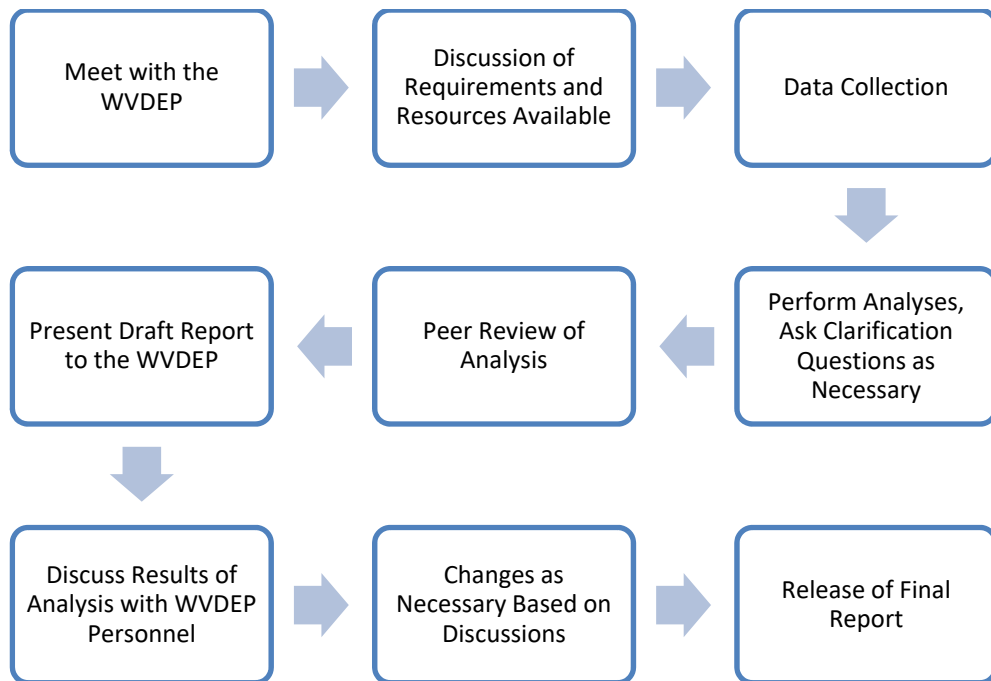 Meet with the
WVDEP
Discussion of
Requirements and
Resources Available
Data Collection
Perform Analyses,
Ask Clarification
Questions as
Necessary
Peer Review of
Analysis
Present Draft Report
to the WVDEP
Discuss Results of
Analysis with WVDEP
Personnel
Changes as
Necessary Based on
Discussions
Release of Final
Report